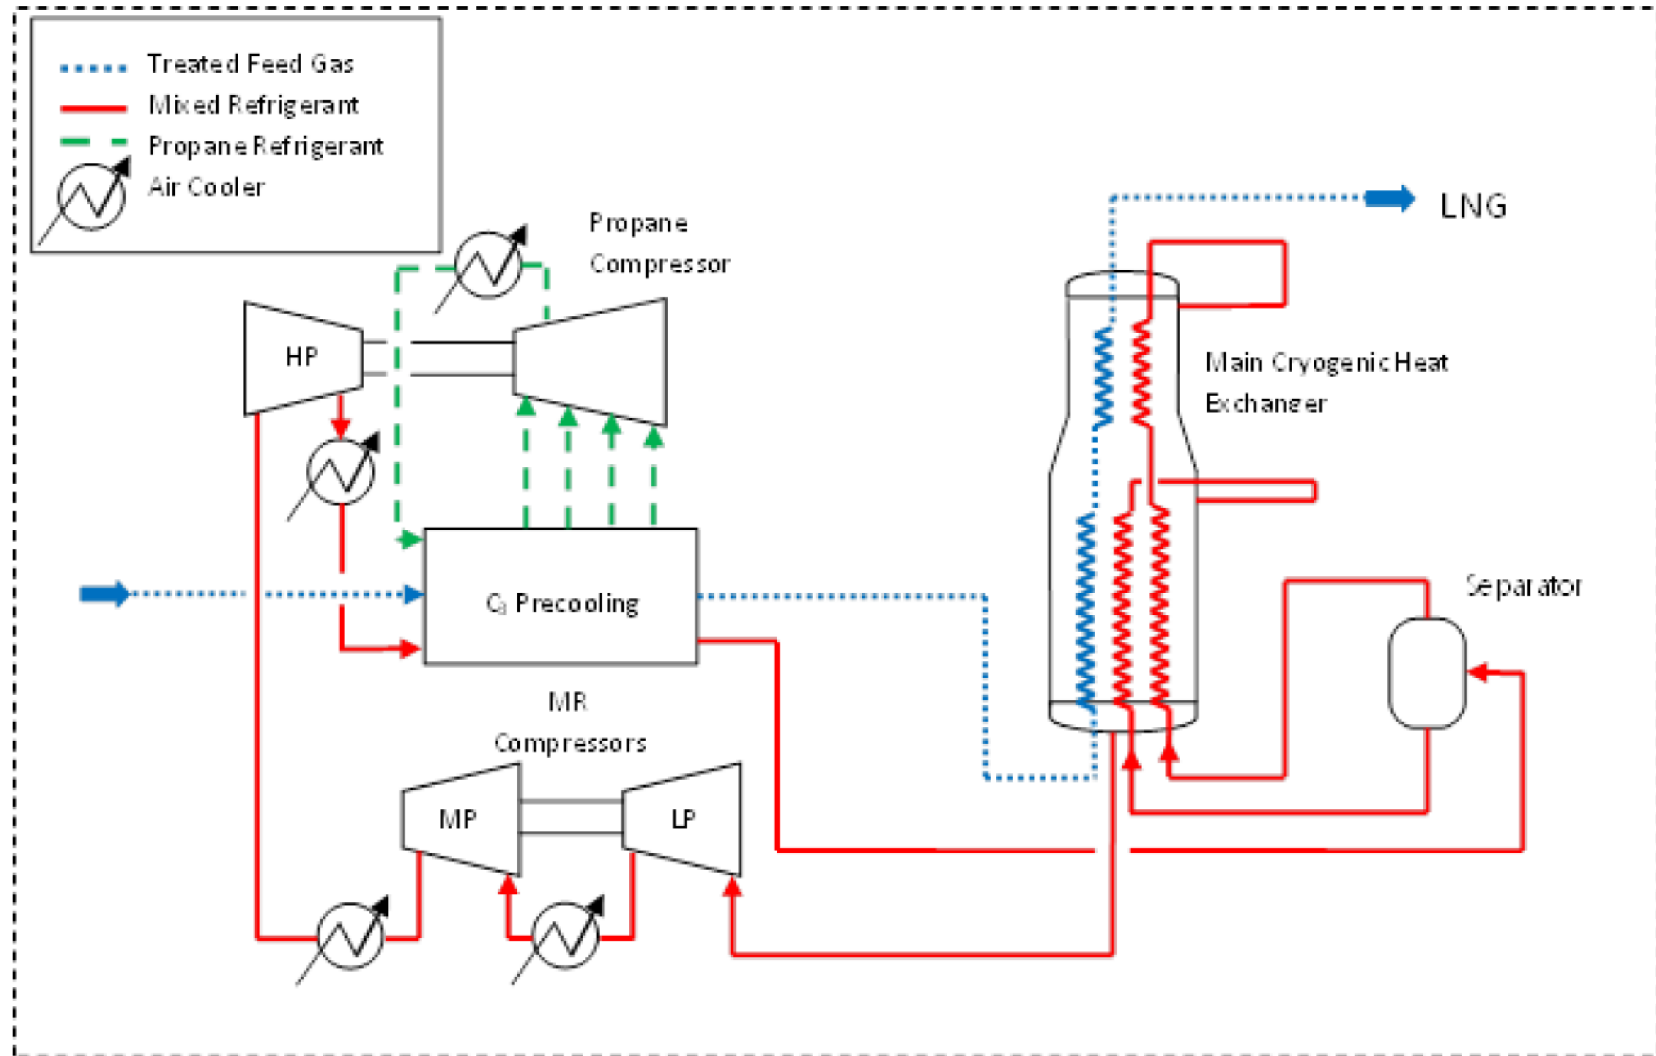 Treated Feed Gas
Mixed Refrigerant
Propane Refrigerant
Air Cooler
Propane
Compressor
LNG
HP
Main Cryogenic Heat
Exchanger
Separator
C₃ Precooling
MR
Compressors
MP
LP